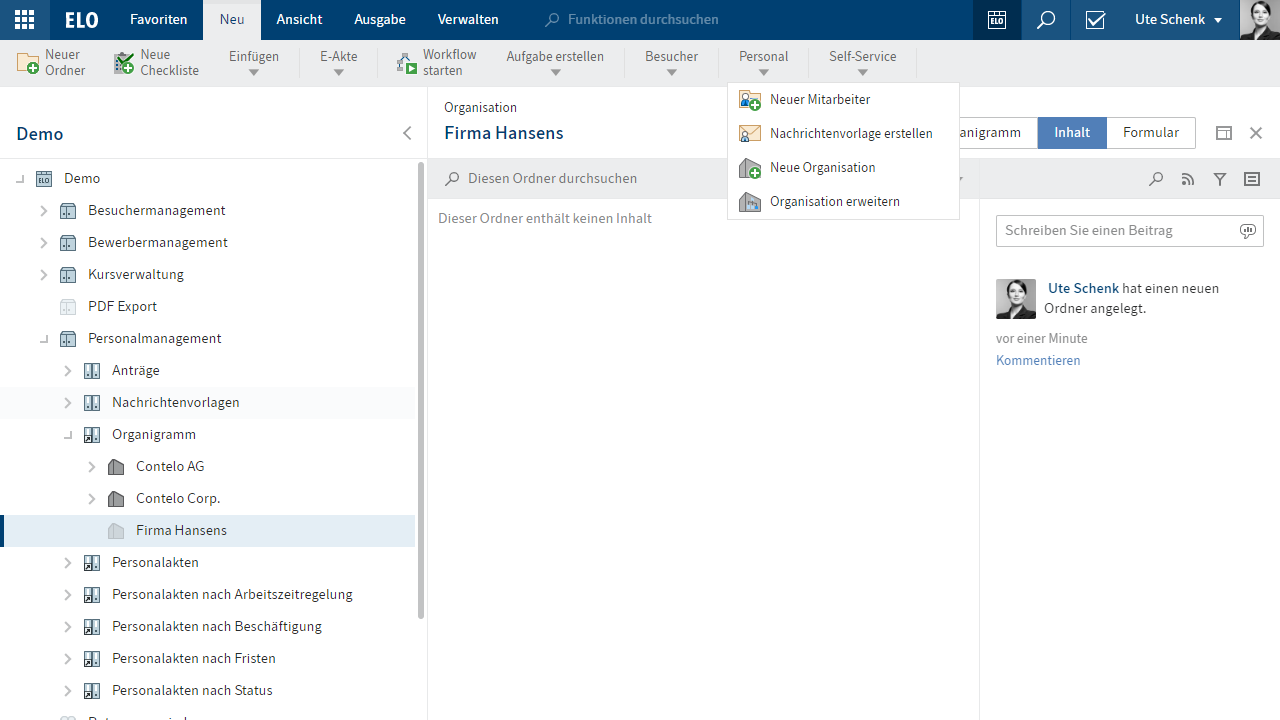 ELO
Favoriten
Neu
Ansicht
Ausgabe
Verwalten
Funktionen durchsuchen
ELO
Ute Schenk
Neuer
Ordner
Neue
Checkliste
Einfügen
E-Akte
Workflow
starten
Aufgabe erstellen
Besucher
Personal
Self-Service
Neuer Mitarbeiter
Nachrichtenvorlage erstellen
Neue Organisation
Organisation erweitern
Demo
ELO
Demo
Besuchermanagement
Bewerbermanagement
Kursverwaltung
PDF Export
Personalmanagement
Anträge
Nachrichtenvorlagen
Organigramm
Contelo AG
Contelo Corp.
Firma Hansens
Personalakten
Personalakten nach Arbeitszeitregelung
Personalakten nach Beschäftigung
Personalakten nach Fristen
Personalakten nach Status
Organisation
Firma Hansens
anigramm
Inhalt
Formular
Diesen Ordner durchsuchen
Dieser Ordner enthält keinen Inhalt
Schreiben Sie einen Beitrag
Ute Schenk hat einen neuen
Ordner angelegt.
vor einer Minute
Kommentieren